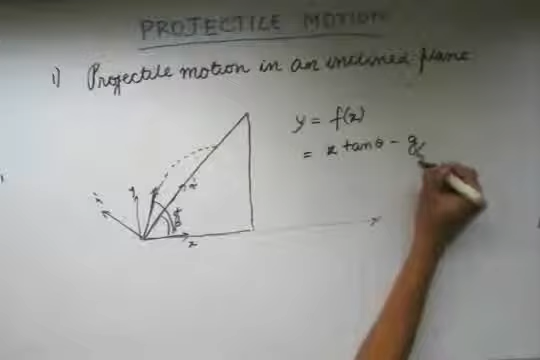 PROJECTILE MOTION
1) Projectile motion in an inclined plane
y = f(x)
= x tanθ - g
x